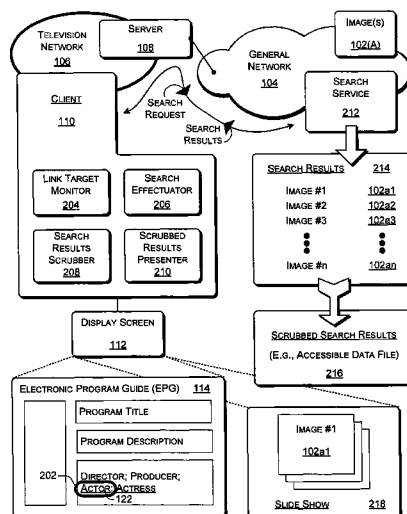 TELEVISION NETWORK
106
SERVER
108
IMAGE(S)
102(A)
GENERAL NETWORK
104
CLIENT
110
SEARCH REQUEST
SEARCH RESULTS
SEARCH SERVICE
212
LINK TARGET MONITOR
204
SEARCH EFFECTUATOR
206
SEARCH RESULTS SCRUBBER
208
SCRUBBED RESULTS PRESENTER
210
SEARCH RESULTS 214
IMAGE #1 102a1
IMAGE #2 102a2
IMAGE #3 102a3
IMAGE #n 102an
DISPLAY SCREEN
112
SCRUBBED SEARCH RESULTS
(E.G., ACCESSIBLE DATA FILE)
216
ELECTRONIC PROGRAM GUIDE (EPG) 114
PROGRAM TITLE
PROGRAM DESCRIPTION
DIRECTOR; PRODUCER;
202 ACTOR; ACTRESS
122
IMAGE #1
102a1
SLIDE SHOW 218